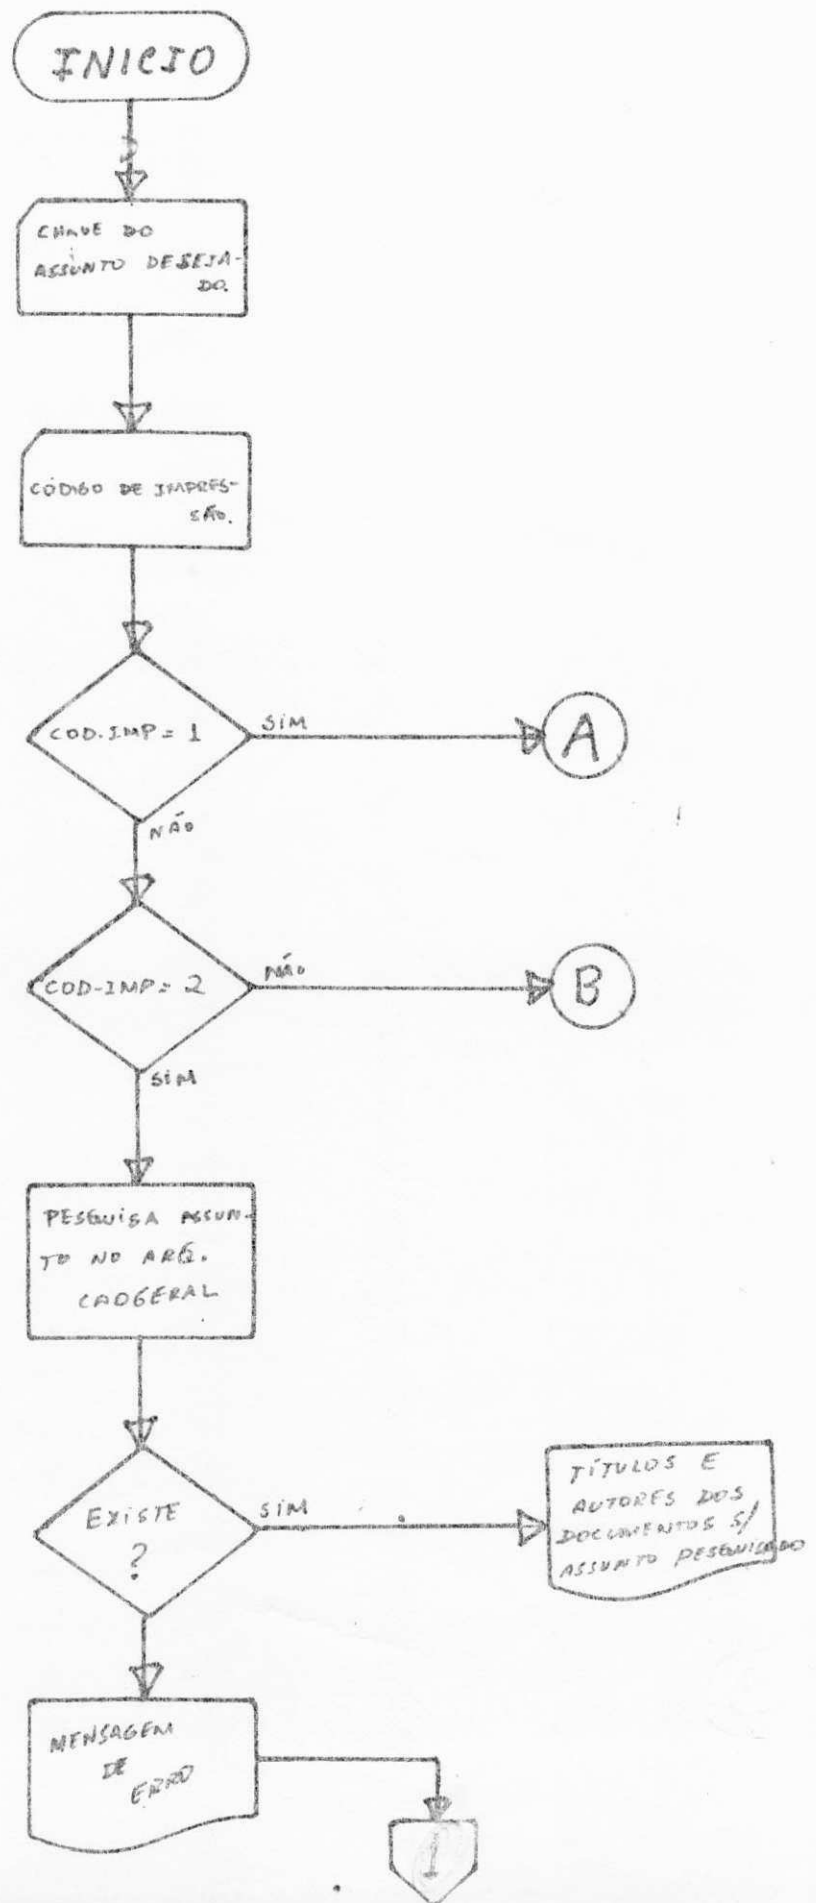 INICIO
CHAVE DO
ASSUNTO DESEJA-
DO.
CÓDIGO DE IMPRES-
SÃO.
COD.IMP = 1
SIM
A
NÃO
COD-IMP = 2
NÃO
B
SIM
PESQUISA ASSUN-
TO NO ARQ.
CADGERAL
EXISTE
?
SIM
TÍTULOS E
AUTORES DOS
DOCUMENTOS S/
ASSUNTO PESQUISADO
MENSAGEM
DE
ERRO
1